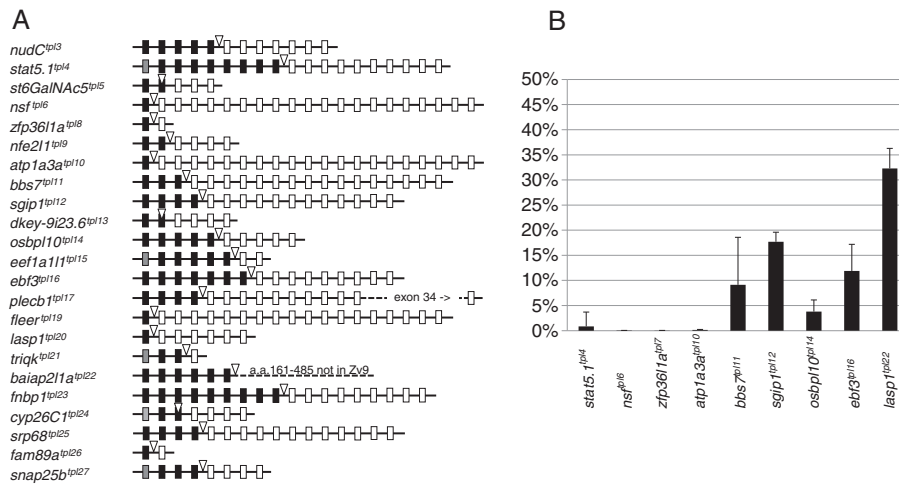 A
nudC^tpl3
stat5.1^tpl4
st6GalNAc5^tpl5
nsf^tpl6
zfp36l1a^tpl8
nfe2l1^tpl9
atp1a3a^tpl10
bbs7^tpl11
sgip1^tpl12
dkey-9i23.6^tpl13
osbpl10^tpl14
eef1a1l1^tpl15
ebf3^tpl16
plecb1^tpl17 exon 34 ->
fleer^tpl19
lasp1^tpl20
triqk^tpl21
baiap2l1a^tpl22 a.a.161-485 not in Zv9
fnbp1^tpl23
cyp26C1^tpl24
srp68^tpl25
fam89a^tpl26
snap25b^tpl27
B
50%
45%
40%
35%
30%
25%
20%
15%
10%
5%
0%
stat5.1^tpl4
nsf^tpl6
zfp36l1a^tpl7
atp1a3a^tpl10
bbs7^tpl11
sgip1^tpl12
osbpl10^tpl14
ebf3^tpl16
lasp1^tpl22